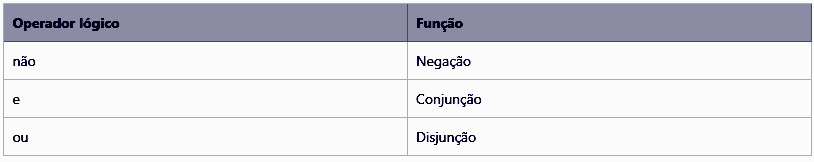 Operador lógico Função
não Negação
e Conjunção
ou Disjunção